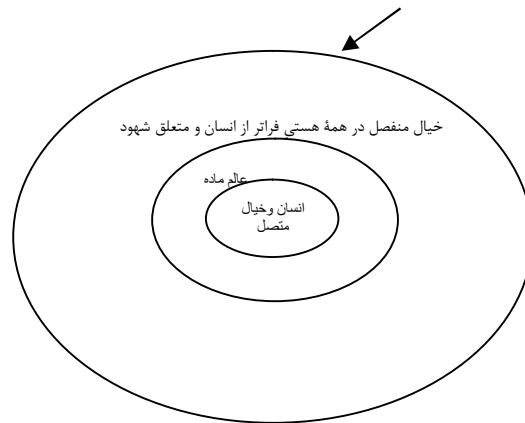 خیال منفصل در همهٔ هستی فراتر از انسان و متعلق شهود
عالم ماده
انسان وخیال
متصل